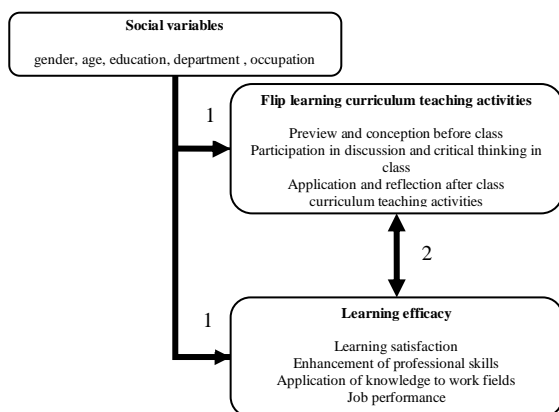 Social variables
gender, age, education, department , occupation
1
Flip learning curriculum teaching activities
Preview and conception before class
Participation in discussion and critical thinking in
class
Application and reflection after class
curriculum teaching activities
2
1
Learning efficacy
Learning satisfaction
Enhancement of professional skills
Application of knowledge to work fields
Job performance